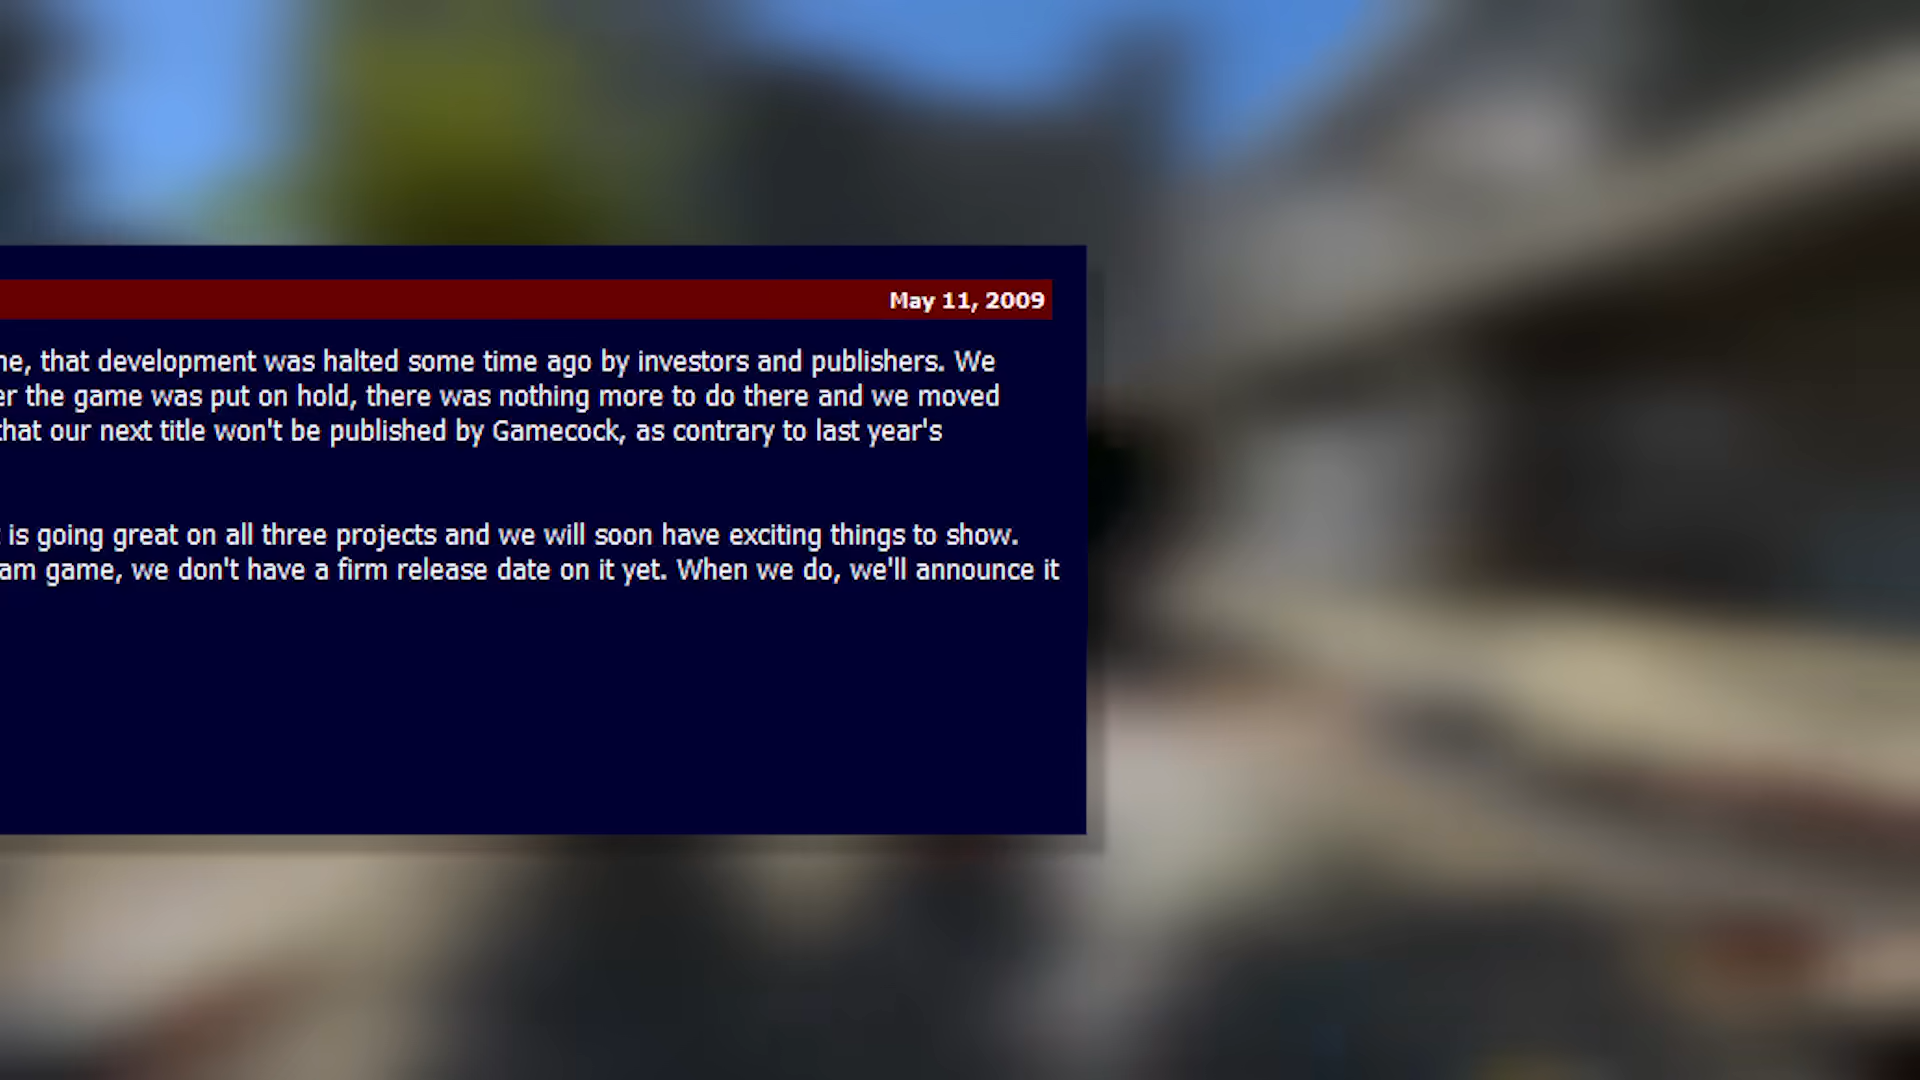 May 11, 2009
ne, that development was halted some time ago by investors and publishers. We
er the game was put on hold, there was nothing more to do there and we moved
that our next title won't be published by Gamecock, as contrary to last year's
is going great on all three projects and we will soon have exciting things to show.
am game, we don't have a firm release date on it yet. When we do, we'll announce it